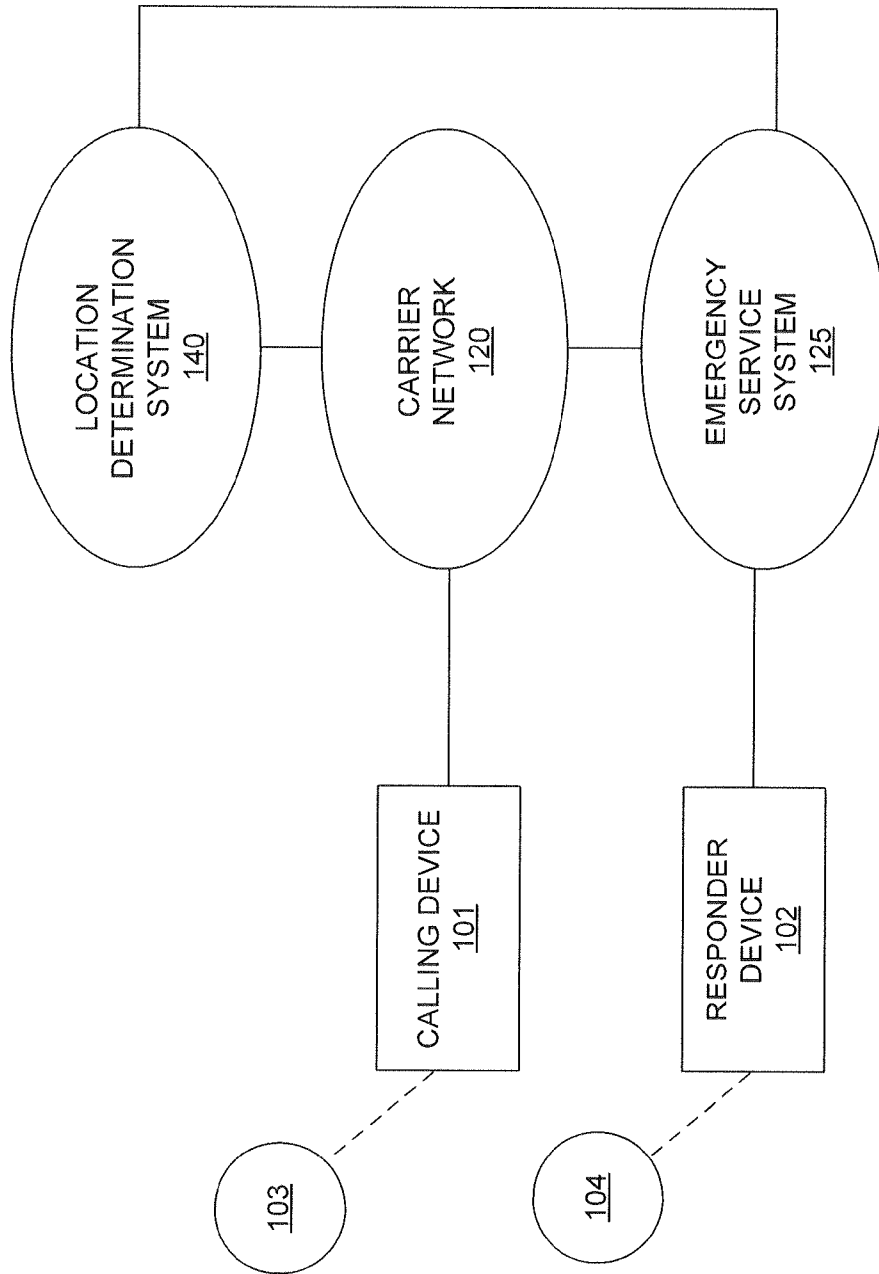 LOCATION
DETERMINATION
SYSTEM
140
CARRIER
NETWORK
120
EMERGENCY
SERVICE
SYSTEM
125
CALLING DEVICE
101
RESPONDER
DEVICE
102
103
104